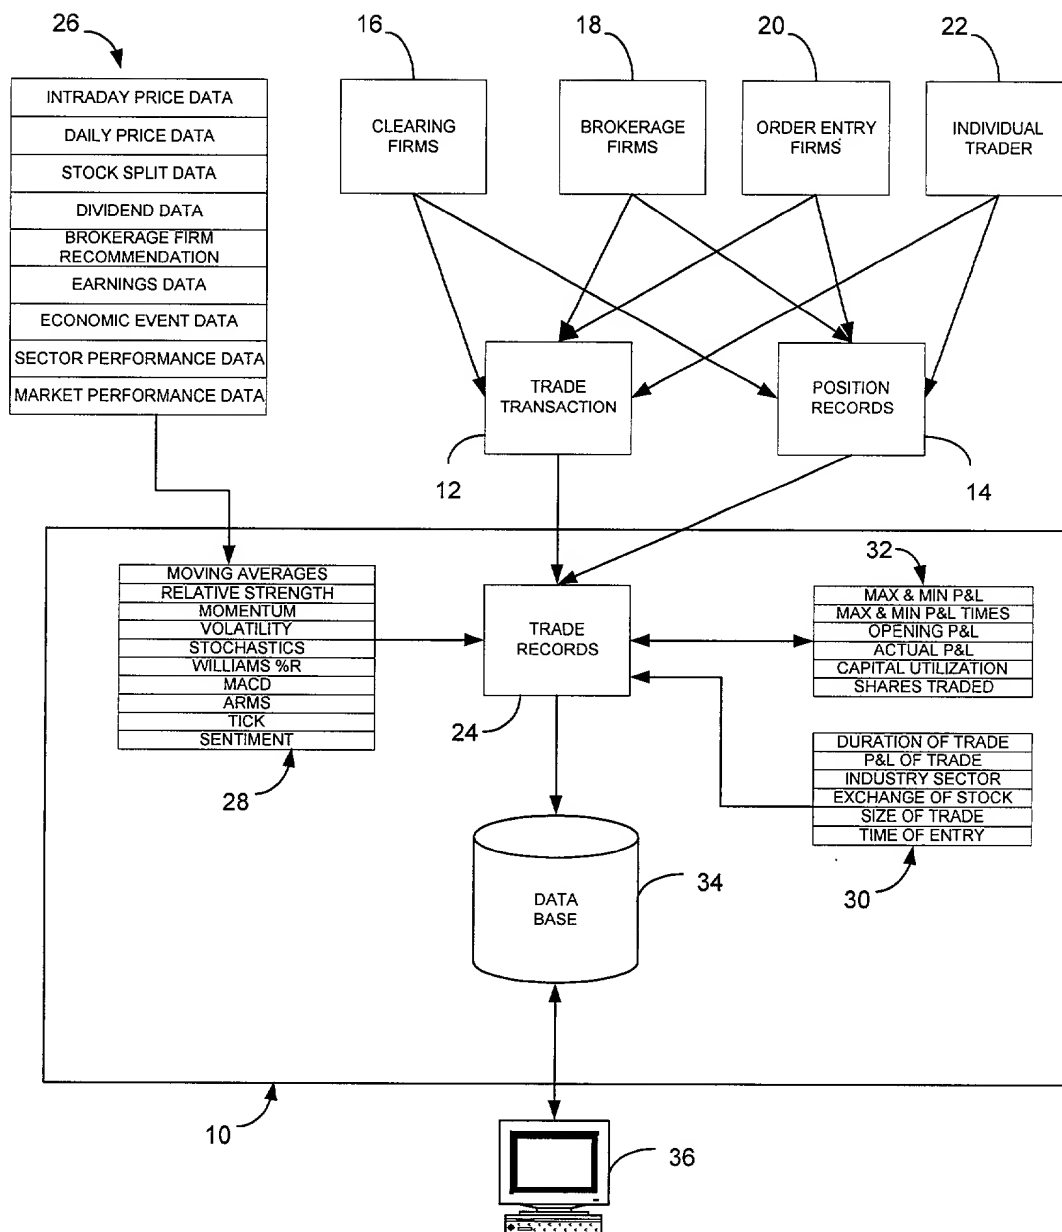 26
16
18
20
22
INTRADAY PRICE DATA
DAILY PRICE DATA
STOCK SPLIT DATA
DIVIDEND DATA
BROKERAGE FIRM
RECOMMENDATION
EARNINGS DATA
ECONOMIC EVENT DATA
SECTOR PERFORMANCE DATA
MARKET PERFORMANCE DATA
CLEARING
FIRMS
BROKERAGE
FIRMS
ORDER ENTRY
FIRMS
INDIVIDUAL
TRADER
TRADE
TRANSACTION
POSITION
RECORDS
12
14
MOVING AVERAGES
RELATIVE STRENGTH
MOMENTUM
VOLATILITY
STOCHASTICS
WILLIAMS %R
MACD
ARMS
TICK
SENTIMENT
28
TRADE
RECORDS
24
32
MAX & MIN P&L
MAX & MIN P&L TIMES
OPENING P&L
ACTUAL P&L
CAPITAL UTILIZATION
SHARES TRADED
DURATION OF TRADE
P&L OF TRADE
INDUSTRY SECTOR
EXCHANGE OF STOCK
SIZE OF TRADE
TIME OF ENTRY
30
DATA
BASE
34
10
36